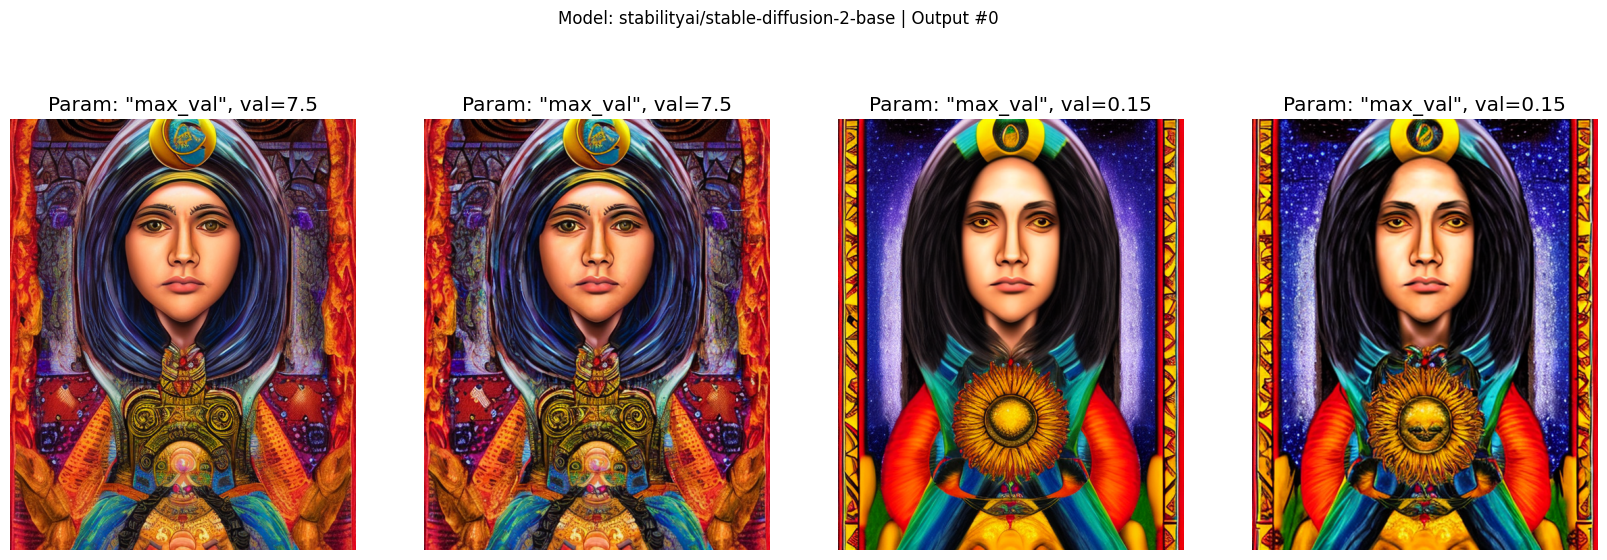 Model: stabilityai/stable-diffusion-2-base | Output #0
Param: "max_val", val=7.5
Param: "max_val", val=7.5
Param: "max_val", val=0.15
Param: "max_val", val=0.15